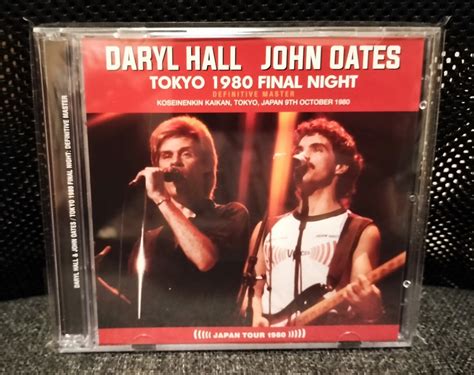 DARYL HALL JOHN OATES
TOKYO 1980 FINAL NIGHT
DEFINITIVE MASTER
KOSEINENKIN KAIKAN, TOKYO, JAPAN 9TH OCTOBER 1980
JAPAN TOUR 1980
DARYL HALL & JOHN OATES / TOKYO 1980 FINAL NIGHT: DEFINITIVE MASTER